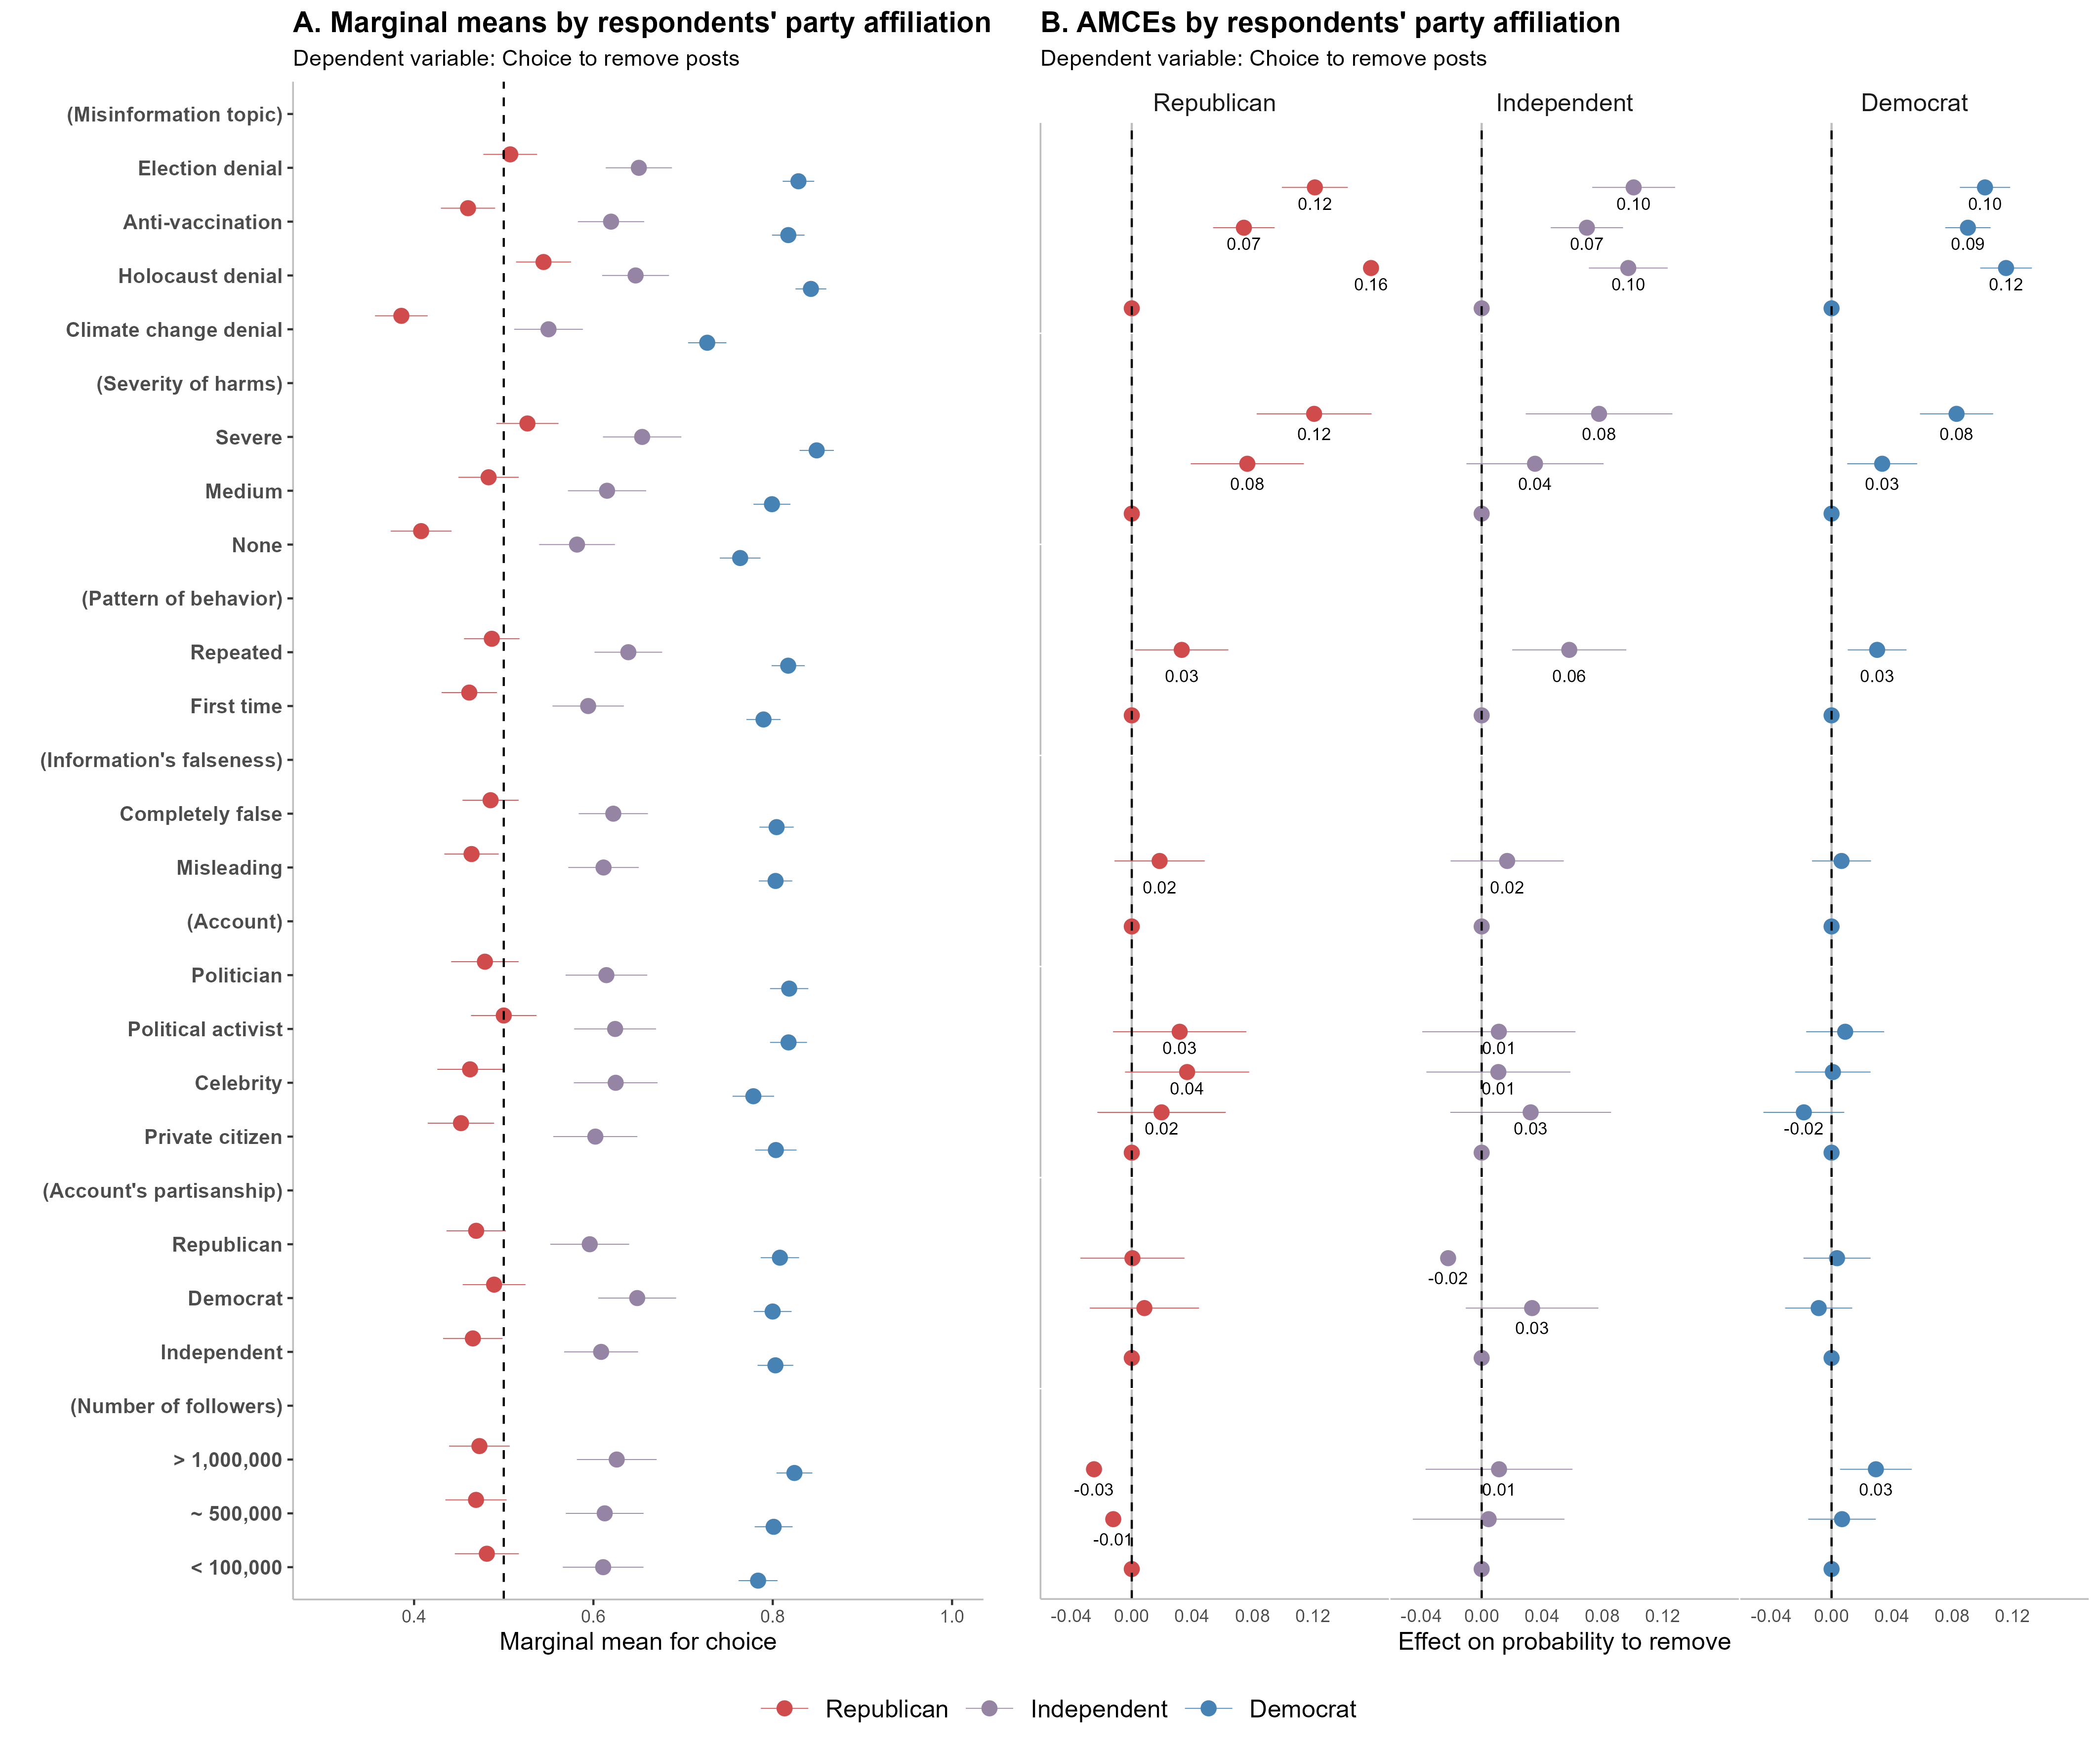 A. Marginal means by respondents' party affiliation
Dependent variable: Choice to remove posts
(Misinformation topic)
Election denial
Anti-vaccination
Holocaust denial
Climate change denial
(Severity of harms)
Severe
Medium
None
(Pattern of behavior)
Repeated
First time
(Information's falseness)
Completely false
Misleading
(Account)
Politician
Political activist
Celebrity
Private citizen
(Account's partisanship)
Republican
Democrat
Independent
(Number of followers)
> 1,000,000
~ 500,000
< 100,000
0.4 0.6 0.8 1.0
Marginal mean for choice
B. AMCEs by respondents' party affiliation
Dependent variable: Choice to remove posts
Republican Independent Democrat
0.12 0.10 0.10
0.07 0.07 0.09
0.16 0.10 0.12
0.12 0.08 0.08
0.08 0.04 0.03
0.03 0.06 0.03
0.02 0.02
0.03 0.01
0.04 0.01
0.02 0.03 -0.02
-0.02
0.03
-0.03 0.01 0.03
-0.01
-0.04 0.00 0.04 0.08 0.12 -0.04 0.00 0.04 0.08 0.12 -0.04 0.00 0.04 0.08 0.12
Effect on probability to remove
Republican Independent Democrat